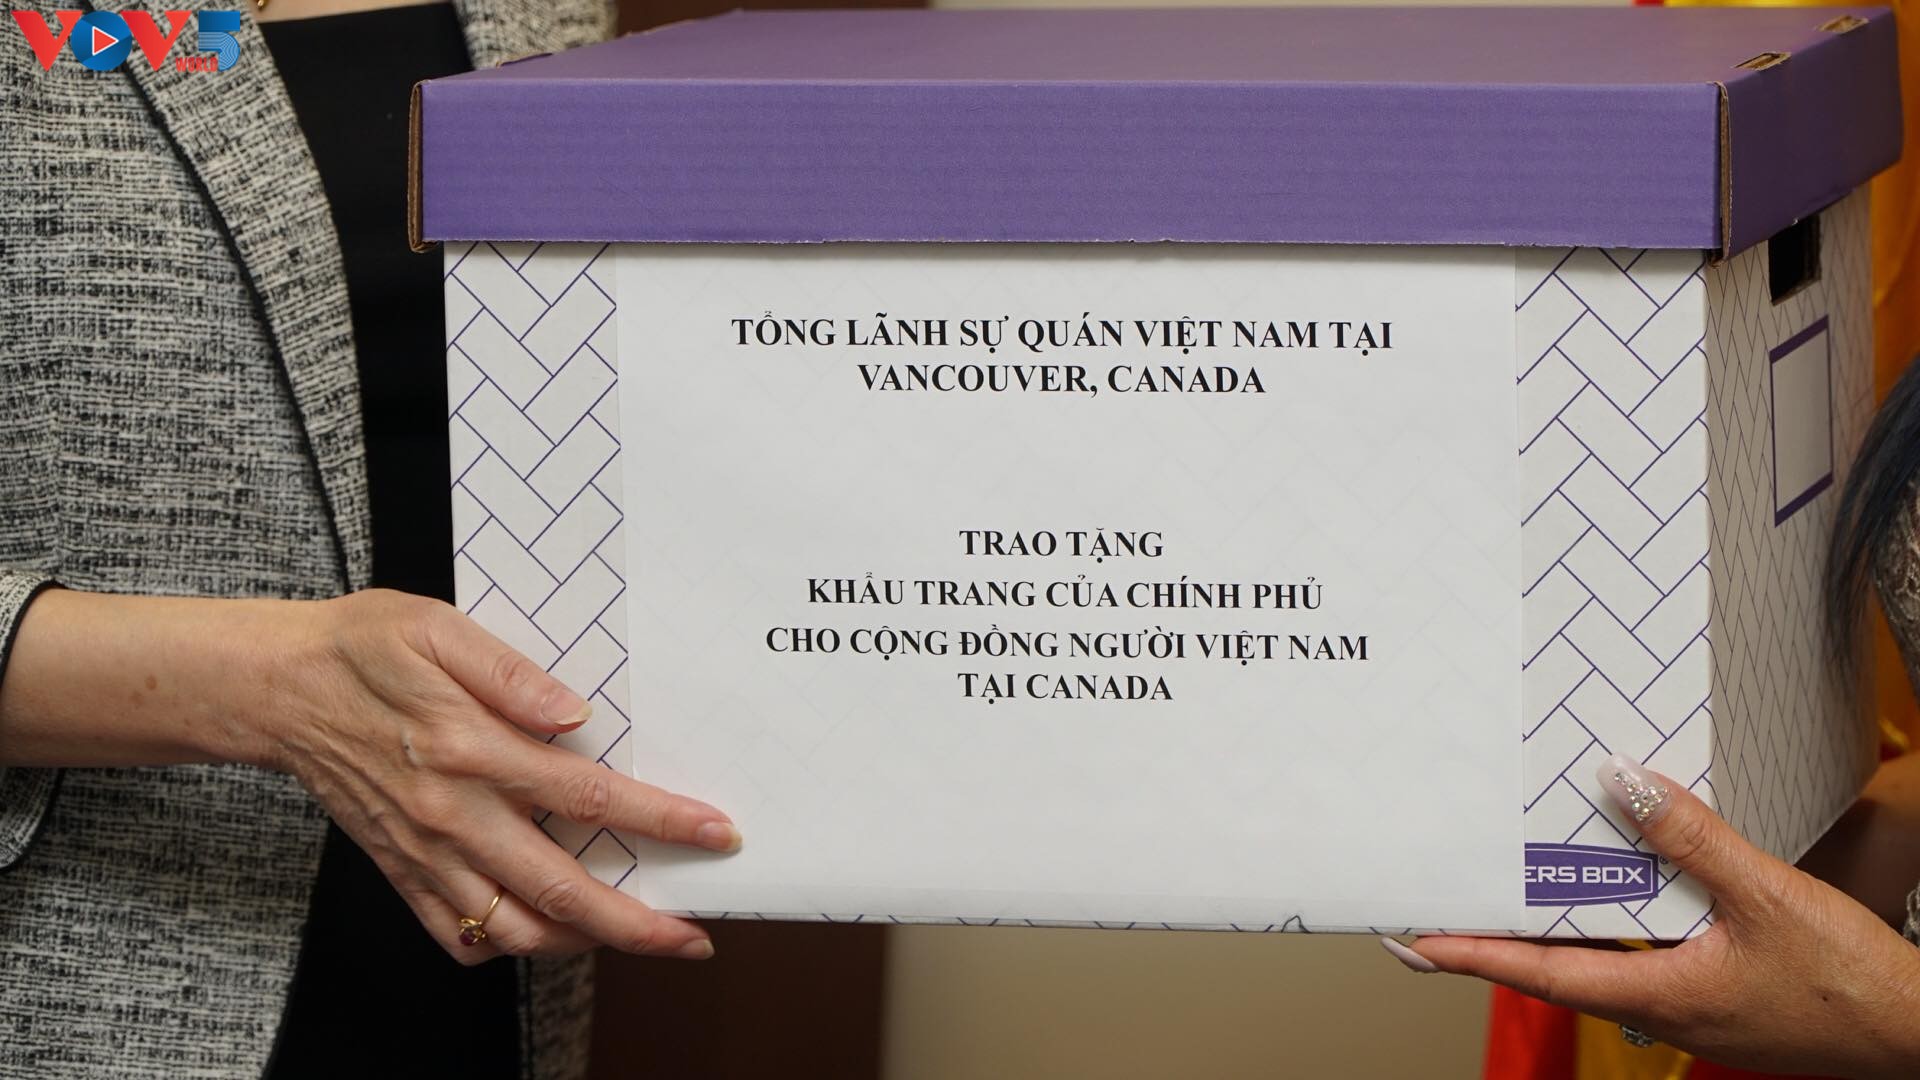 VOV5
WORLD
TỔNG LÃNH SỰ QUÁN VIỆT NAM TẠI
VANCOUVER, CANADA
TRAO TẶNG
KHẨU TRANG CỦA CHÍNH PHỦ
CHO CỘNG ĐỒNG NGƯỜI VIỆT NAM
TẠI CANADA
ERS BOX